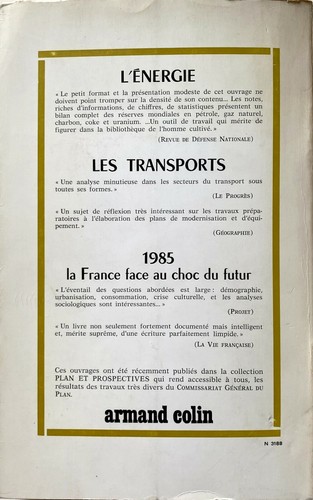 L'ÉNERGIE
« Le petit format et la présentation modeste de cet ouvrage ne
doivent point tromper sur la densité de son contenu... Les notes,
riches d'informations, de chiffres, de statistiques présentent un
bilan complet des réserves mondiales en pétrole, gaz naturel,
charbon, coke et uranium. ...Un outil de travail qui mérite de
figurer dans la bibliothèque de l'homme cultivé. »
(REVUE DE DÉFENSE NATIONALE)
LES TRANSPORTS
« Une analyse minutieuse dans les secteurs du transport sous
toutes ses formes. »
(LE PROGRÈS)
« Un sujet de réflexion très intéressant sur les travaux prépa-
ratoires à l'élaboration des plans de modernisation et d'équi-
pement. »
(GÉOGRAPHIE)
1985
la France face au choc du futur
« L'éventail des questions abordées est large : démographie,
urbanisation, consommation, crise culturelle, et les analyses
sociologiques sont intéressantes... »
(PROJET)
« Un livre non seulement fortement documenté mais intelligent
et, mérite suprême, d'une écriture parfaitement limpide. »
(LA VIE FRANÇAISE)
Ces ouvrages ont été récemment publiés dans la collection
PLAN ET PROSPECTIVES qui rend accessible à tous, les
résultats des travaux très divers du COMMISSARIAT GÉNÉRAL DU
PLAN.
armand colin
N 3188